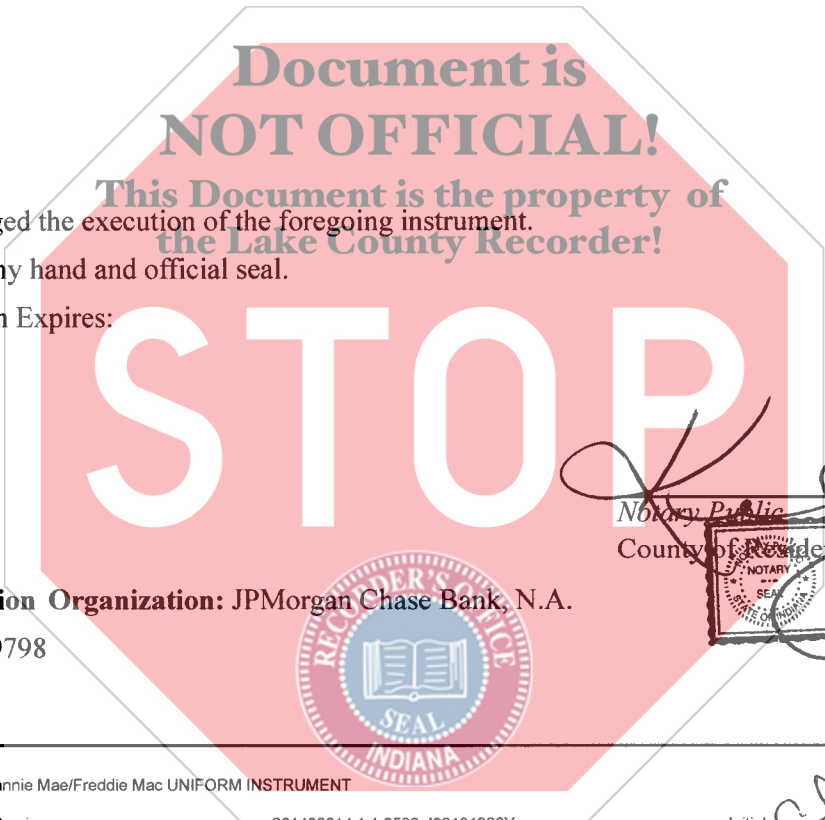 Document is
NOT OFFICIAL!
This Document is the property of
the Lake County Recorder!
ged the execution of the foregoing instrument.
ny hand and official seal.
n Expires:
STOP
Notary Public
County of Reside
NOTARY
SEAL
STATE OF INDIANA
ion Organization: JPMorgan Chase Bank, N.A.
9798
RECORDER'S OFFICE
SEAL
INDIANA
nnie Mae/Freddie Mac UNIFORM INSTRUMENT